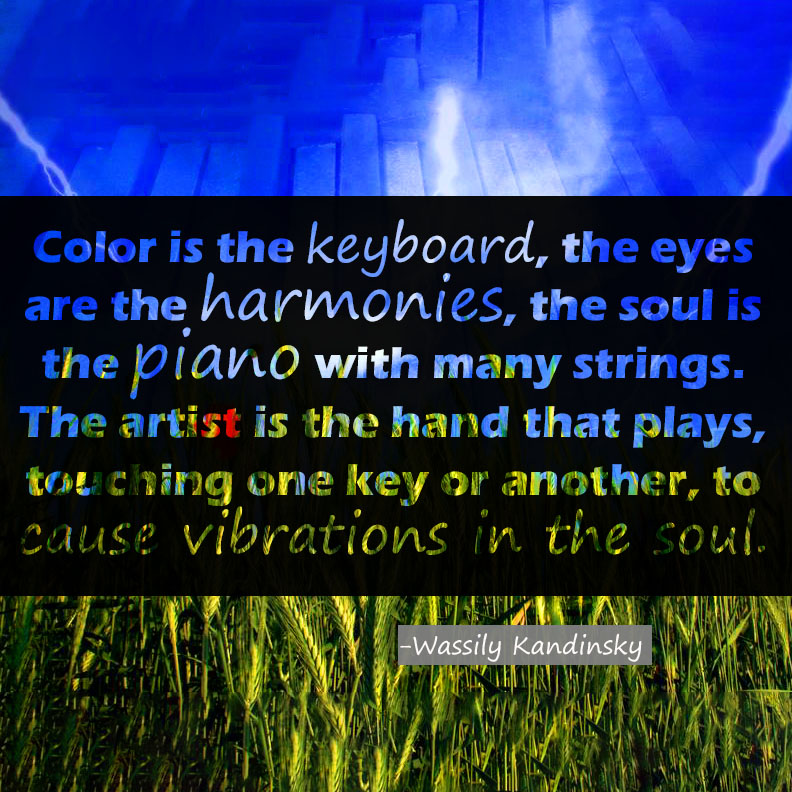 Color is the keyboard, the eyes
are the harmonies, the soul is
the piano with many strings.
The artist is the hand that plays,
touching one key or another, to
cause vibrations in the soul.
-Wassily Kandinsky